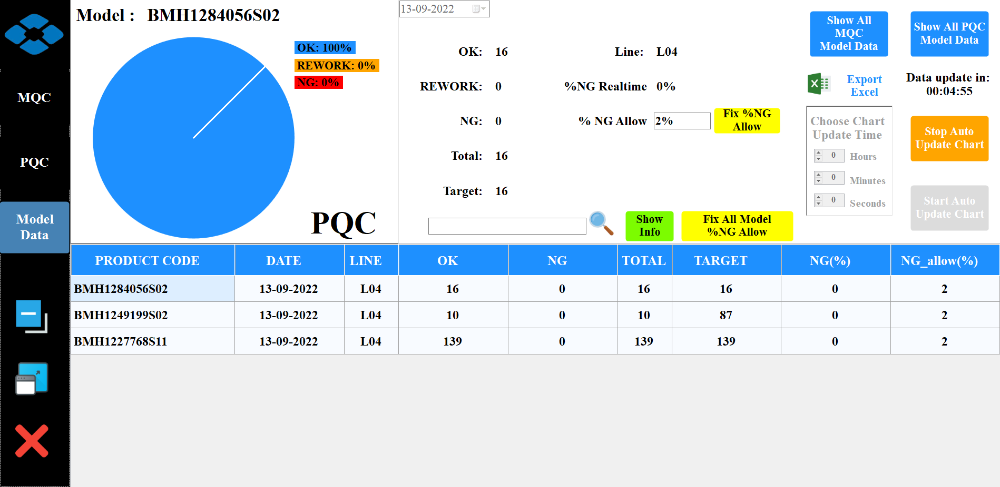 Model : BMH1284056S02
OK: 100%
REWORK: 0%
NG: 0%
PQC
MQC
PQC
Model
Data
13-09-2022
OK: 16
Line: L04
REWORK: 0
%NG Realtime 0%
NG: 0
% NG Allow 2%
Fix %NG
Allow
Total: 16
Target: 16
Show
Info
Fix All Model
%NG Allow
Show All
MQC
Model Data
Show All PQC
Model Data
Export
Excel
Data update in:
00:04:55
Choose Chart
Update Time
0 Hours
0 Minutes
0 Seconds
Stop Auto
Update Chart
Start Auto
Update Chart
PRODUCT CODE DATE LINE OK NG TOTAL TARGET NG(%) NG_allow(%)
BMH1284056S02 13-09-2022 L04 16 0 16 16 0 2
BMH1249199S02 13-09-2022 L04 10 0 10 87 0 2
BMH1227768S11 13-09-2022 L04 139 0 139 139 0 2